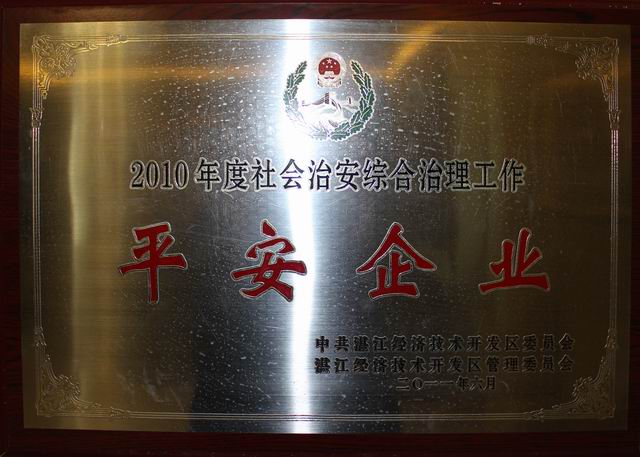 2010年度社会治安综合治理工作
平安企业
中共湛江经济技术开发区委员会
湛江经济技术开发区管理委员会
二〇一一年六月